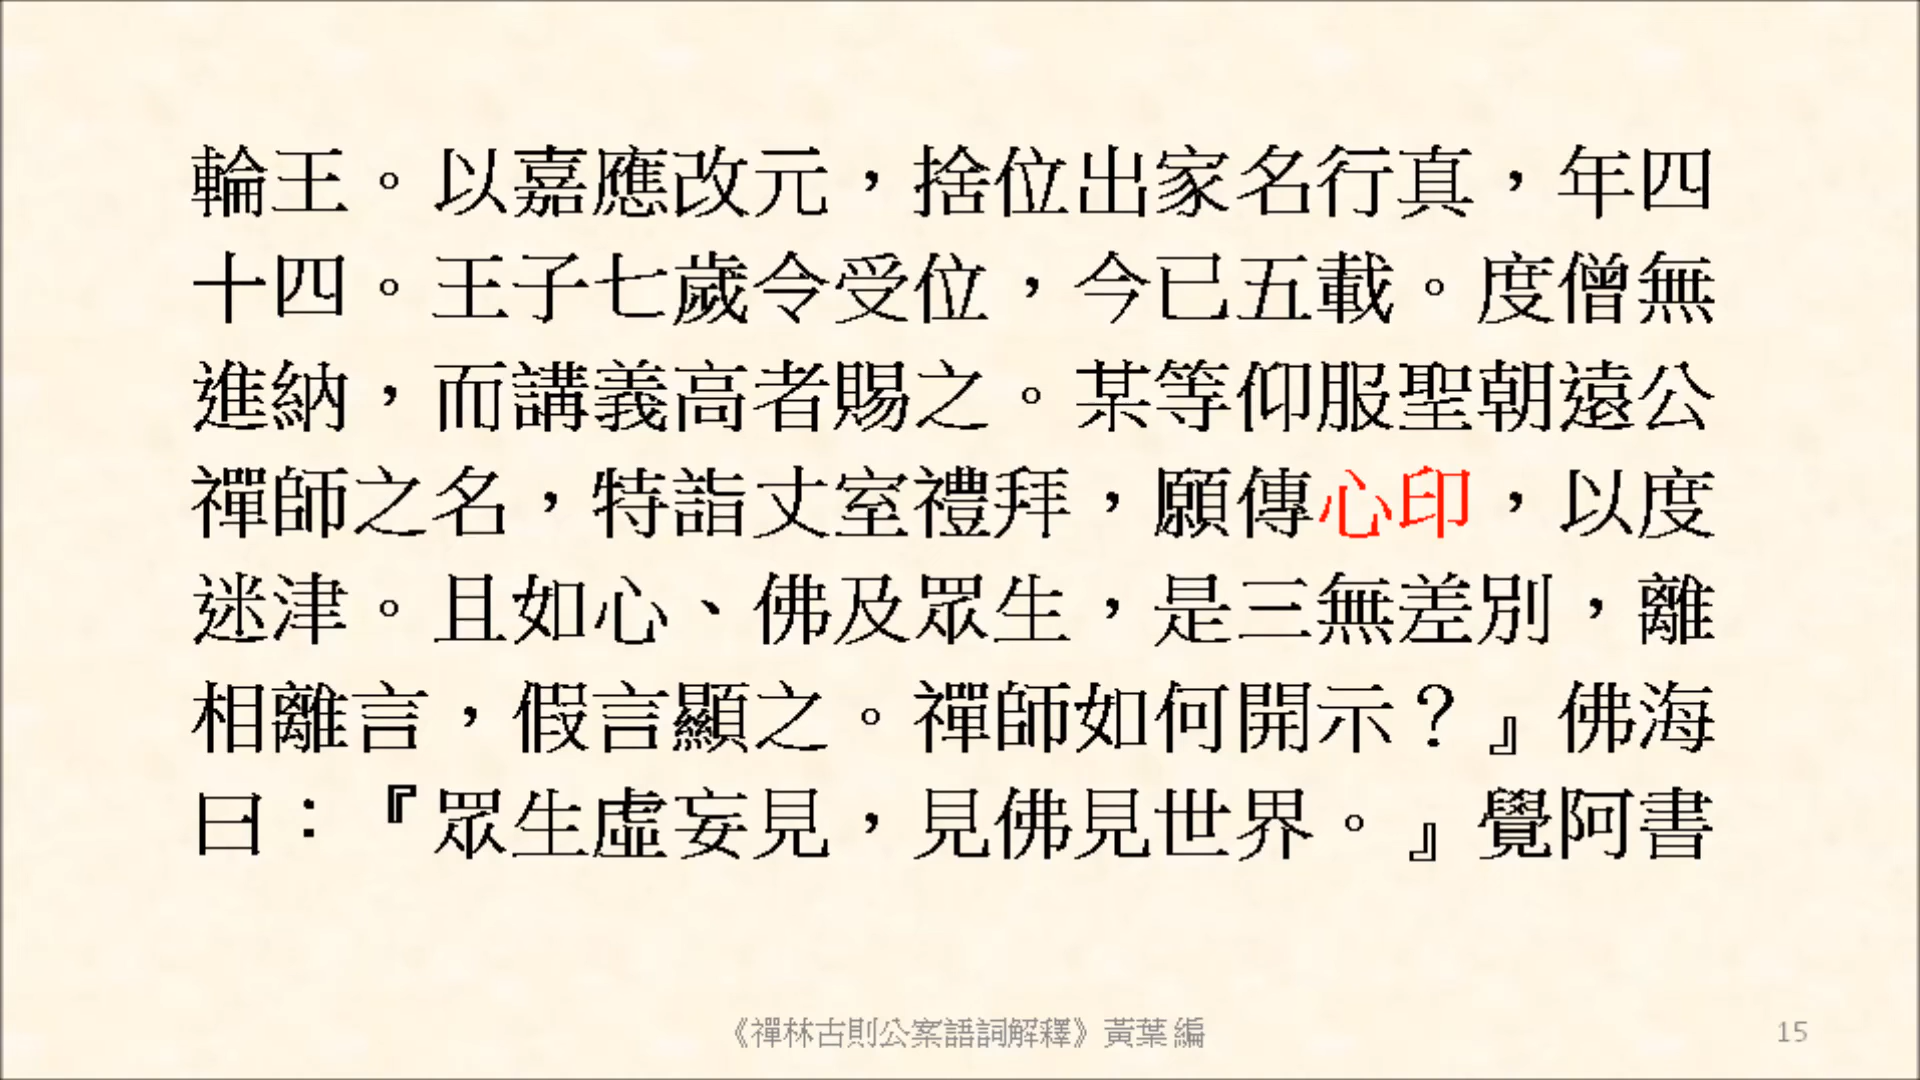 輪王。以嘉應改元，捨位出家名行真，年四
十四。王子七歲令受位，今已五載。度僧無
進納，而講義高者賜之。某等仰服聖朝遠公
禪師之名，特詣丈室禮拜，願傳心印，以度
迷津。且如心、佛及眾生，是三無差別，離
相離言，假言顯之。禪師如何開示？』佛海
曰：『眾生虛妄見，見佛見世界。』覺阿書
《禪林古則公案語詞解釋》黃葉 編
15